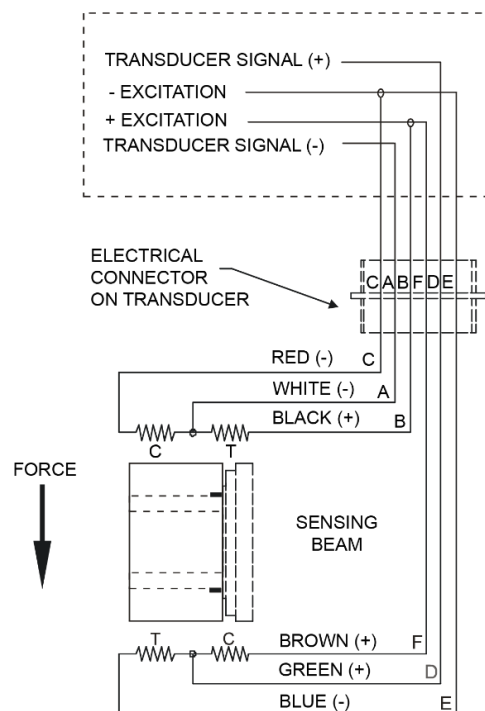 TRANSDUCER SIGNAL (+)
- EXCITATION
+ EXCITATION
TRANSDUCER SIGNAL (-)
ELECTRICAL
CONNECTOR
ON TRANSDUCER
C A B F D E
RED (-) C
WHITE (-) A
BLACK (+) B
C T
FORCE
SENSING
BEAM
T C
BROWN (+) F
GREEN (+) D
BLUE (-) E